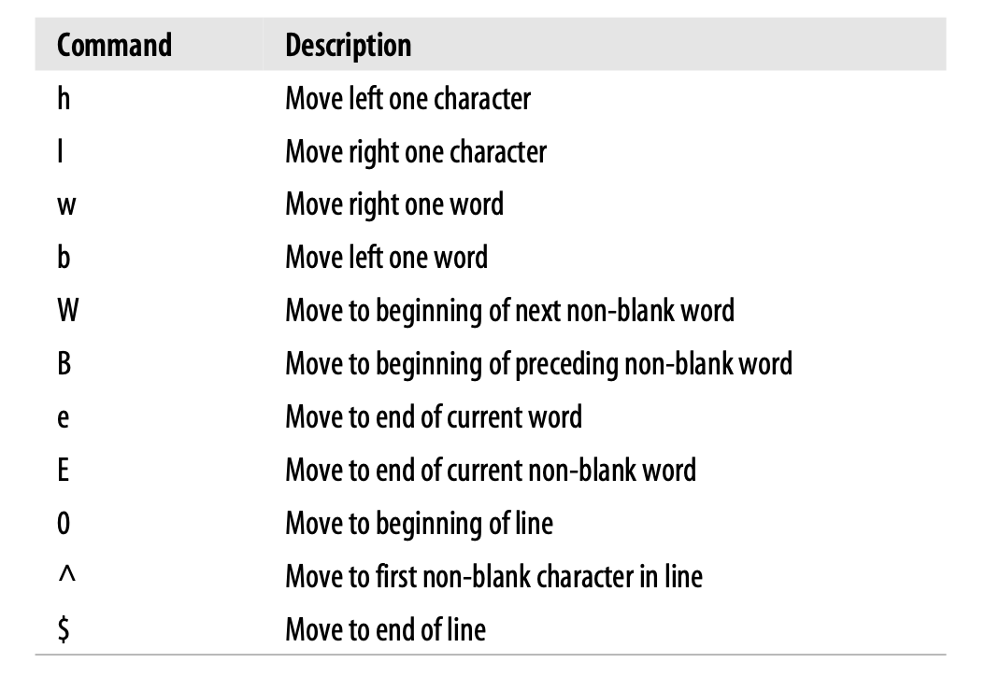 Command Description
h Move left one character
l Move right one character
w Move right one word
b Move left one word
W Move to beginning of next non-blank word
B Move to beginning of preceding non-blank word
e Move to end of current word
E Move to end of current non-blank word
0 Move to beginning of line
^ Move to first non-blank character in line
$ Move to end of line